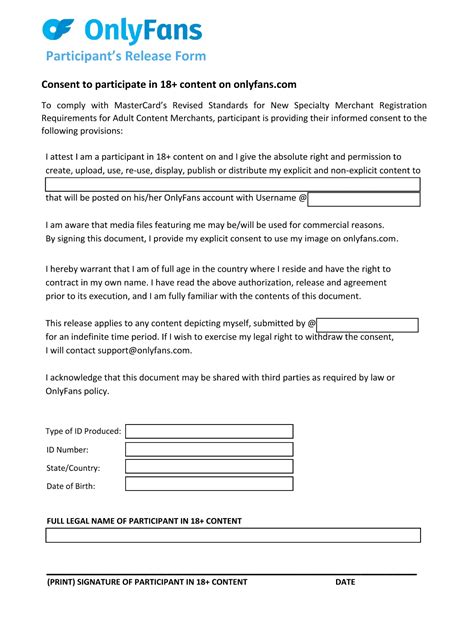 OnlyFans
Participant's Release Form
Consent to participate in 18+ content on onlyfans.com
To comply with MasterCard's Revised Standards for New Specialty Merchant Registration
Requirements for Adult Content Merchants, participant is providing their informed consent to the
following provisions:
I attest I am a participant in 18+ content on and I give the absolute right and permission to
create, upload, use, re-use, display, publish or distribute my explicit and non-explicit content to
that will be posted on his/her OnlyFans account with Username @
I am aware that media files featuring me may be/will be used for commercial reasons.
By signing this document, I provide my explicit consent to use my image on onlyfans.com.
I hereby warrant that I am of full age in the country where I reside and have the right to
contract in my own name. I have read the above authorization, release and agreement
prior to its execution, and I am fully familiar with the contents of this document.
This release applies to any content depicting myself, submitted by @
for an indefinite time period. If I wish to exercise my legal right to withdraw the consent,
I will contact support@onlyfans.com.
I acknowledge that this document may be shared with third parties as required by law or
OnlyFans policy.
Type of ID Produced:
ID Number:
State/Country:
Date of Birth:
FULL LEGAL NAME OF PARTICIPANT IN 18+ CONTENT
(PRINT) SIGNATURE OF PARTICIPANT IN 18+ CONTENT DATE